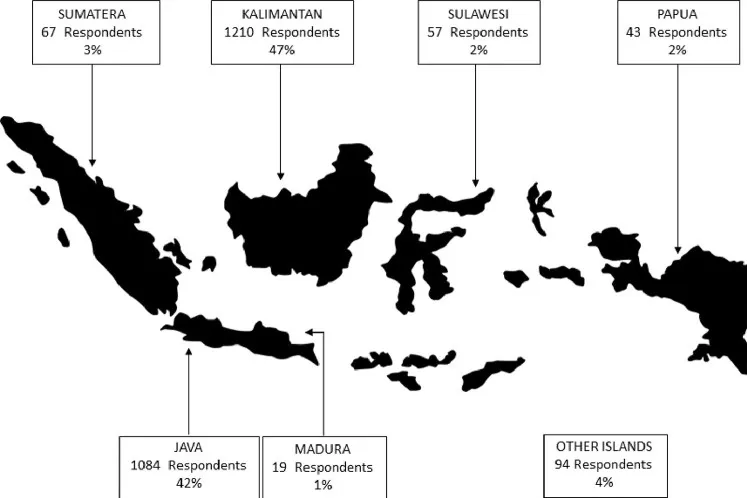 SUMATERA
67 Respondents
3%
KALIMANTAN
1210 Respondents
47%
SULAWESI
57 Respondents
2%
PAPUA
43 Respondents
2%
JAVA
1084 Respondents
42%
MADURA
19 Respondents
1%
OTHER ISLANDS
94 Respondents
4%